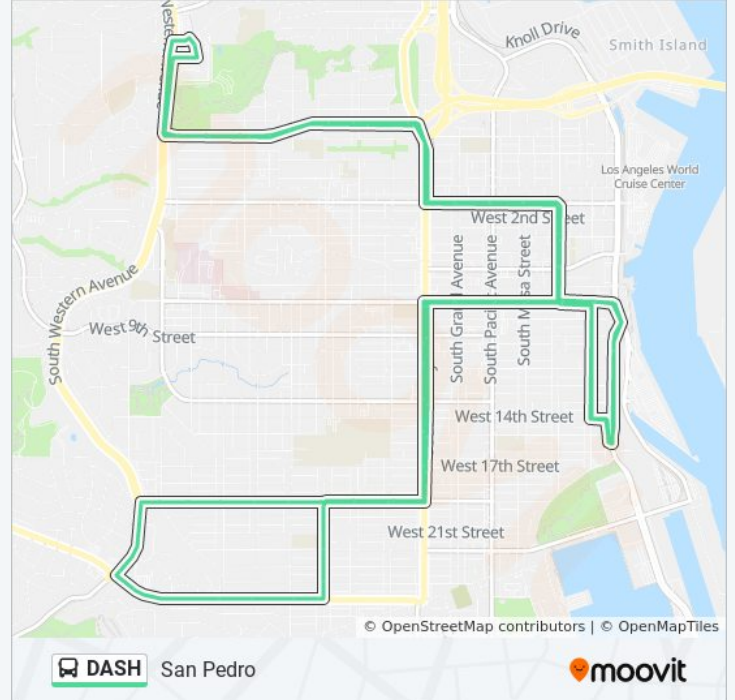 Western Avenue
Knoll Drive
Smith Island
Los Angeles World
Cruise Center
West 2nd Street
South Grand Avenue
South Pacific Avenue
South Mesa Street
South Western Avenue
West 9th Street
West 14th Street
West 17th Street
West 21st Street
© OpenStreetMap contributors | © OpenMapTiles
DASH San Pedro
moovit